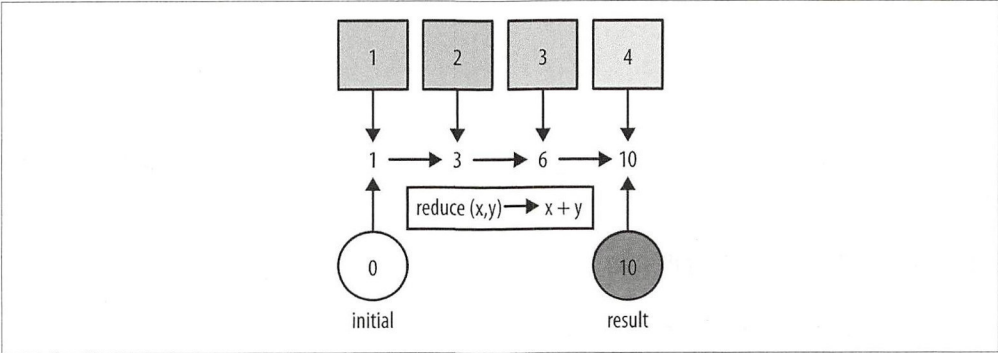 1 2 3 4
1 3 6 10
reduce (x,y) → x + y
0 10
initial result